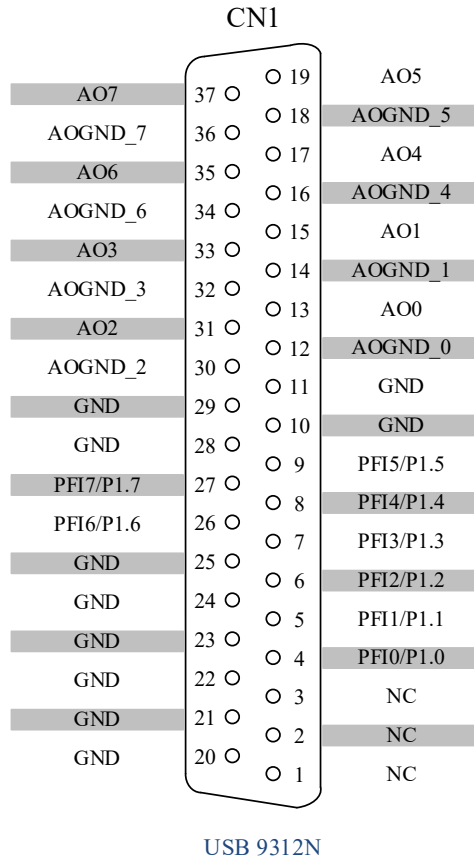 CN1
19 AO5
AO7 37
18 AOGND_5
AOGND_7 36
17 AO4
AO6 35
16 AOGND_4
AOGND_6 34
15 AO1
AO3 33
14 AOGND_1
AOGND_3 32
13 AO0
AO2 31
12 AOGND_0
AOGND_2 30
11 GND
GND 29
10 GND
GND 28
9 PFI5/P1.5
PFI7/P1.7 27
8 PFI4/P1.4
PFI6/P1.6 26
7 PFI3/P1.3
GND 25
6 PFI2/P1.2
GND 24
5 PFI1/P1.1
GND 23
4 PFI0/P1.0
GND 22
3 NC
GND 21
2 NC
GND 20
1 NC
USB 9312N